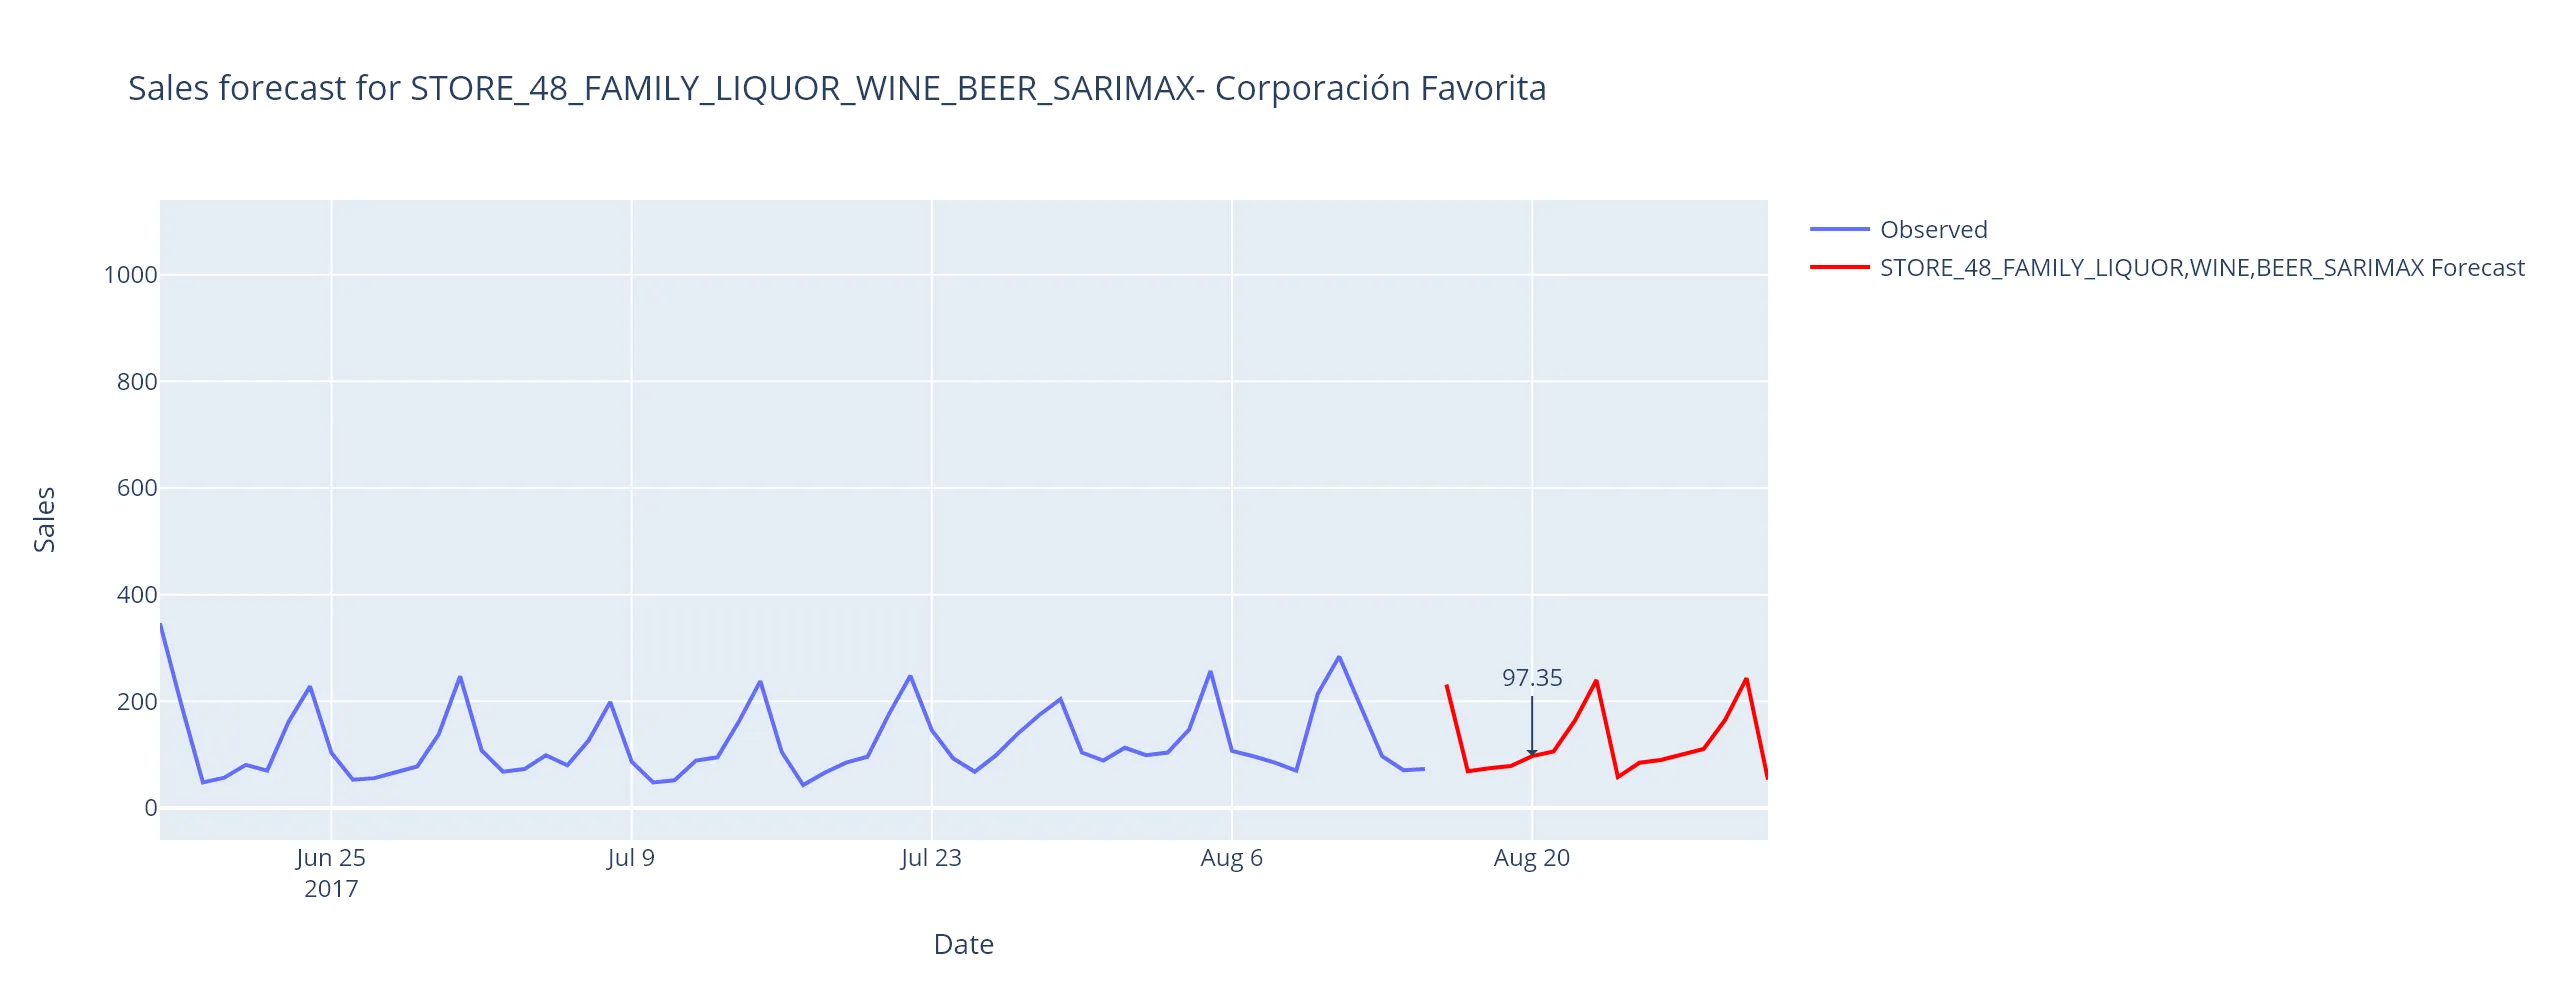 Sales forecast for STORE_48_FAMILY_LIQUOR_WINE_BEER_SARIMAX- Corporación Favorita
Observed
STORE_48_FAMILY_LIQUOR,WINE,BEER_SARIMAX Forecast
1000
800
600
400
200
0
Sales
97.35
Jun 25
2017
Jul 9
Jul 23
Aug 6
Aug 20
Date